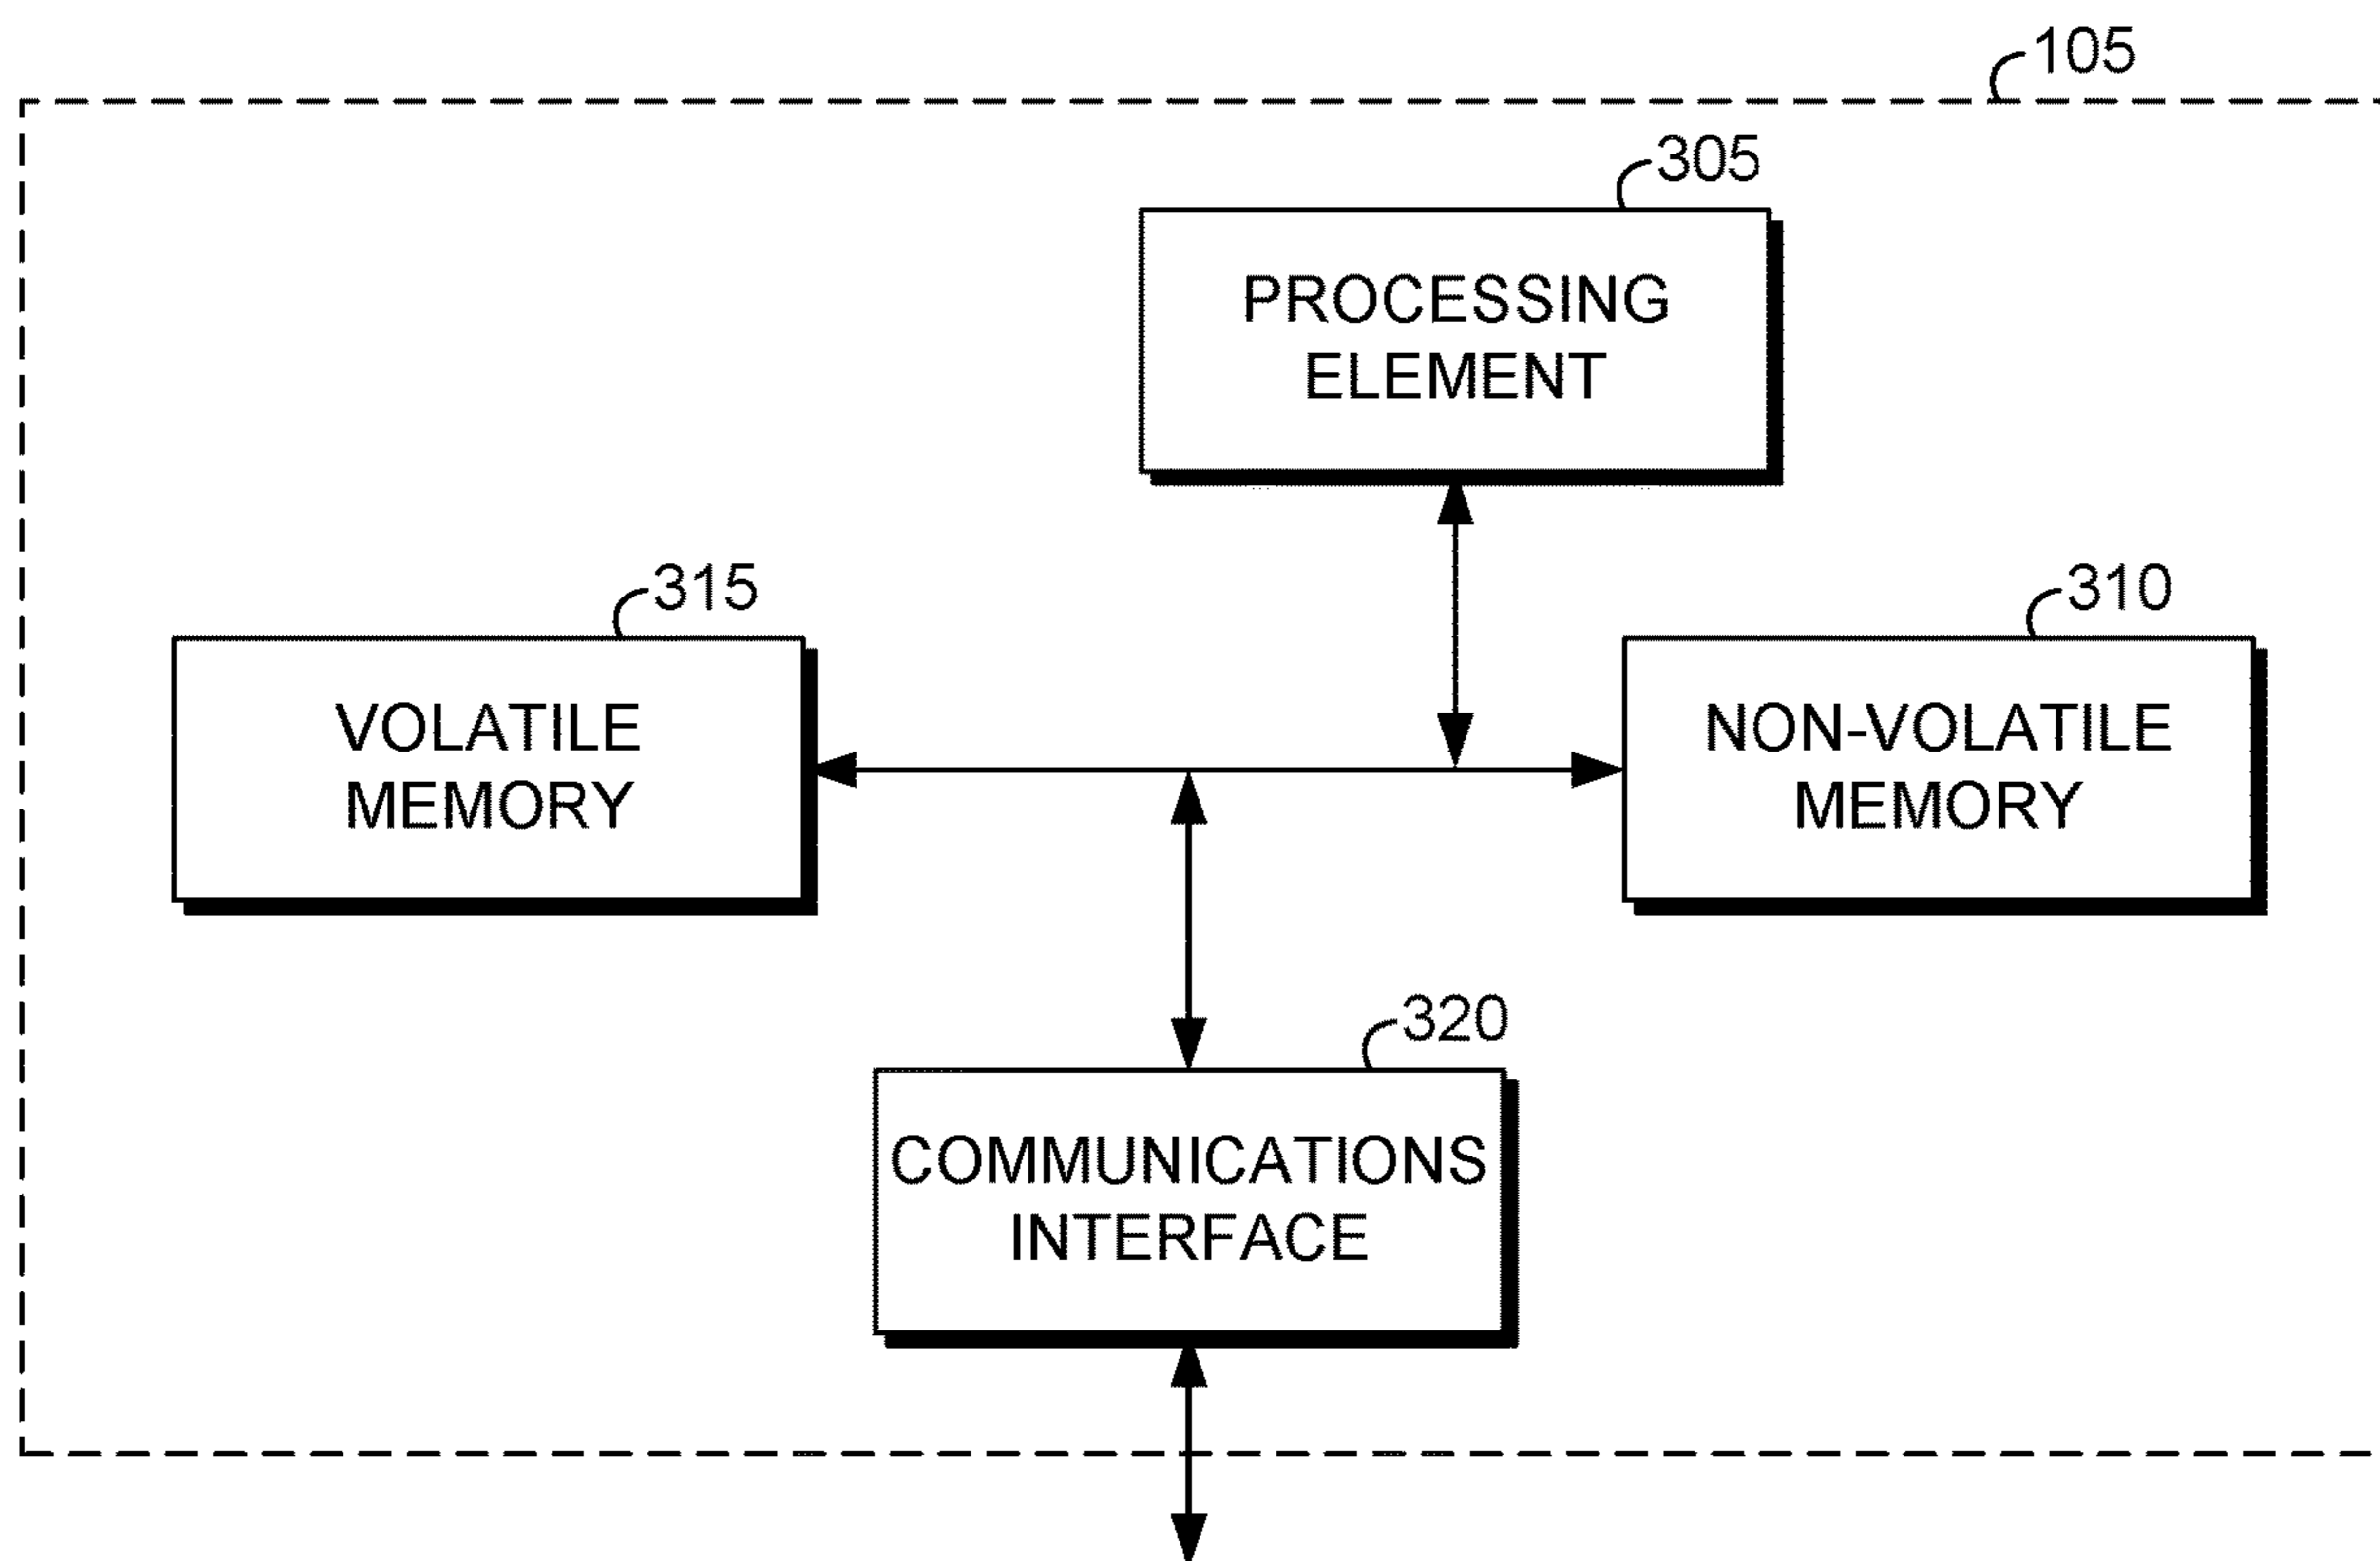 105
305
PROCESSING
ELEMENT
315
310
VOLATILE
MEMORY
NON-VOLATILE
MEMORY
320
COMMUNICATIONS
INTERFACE